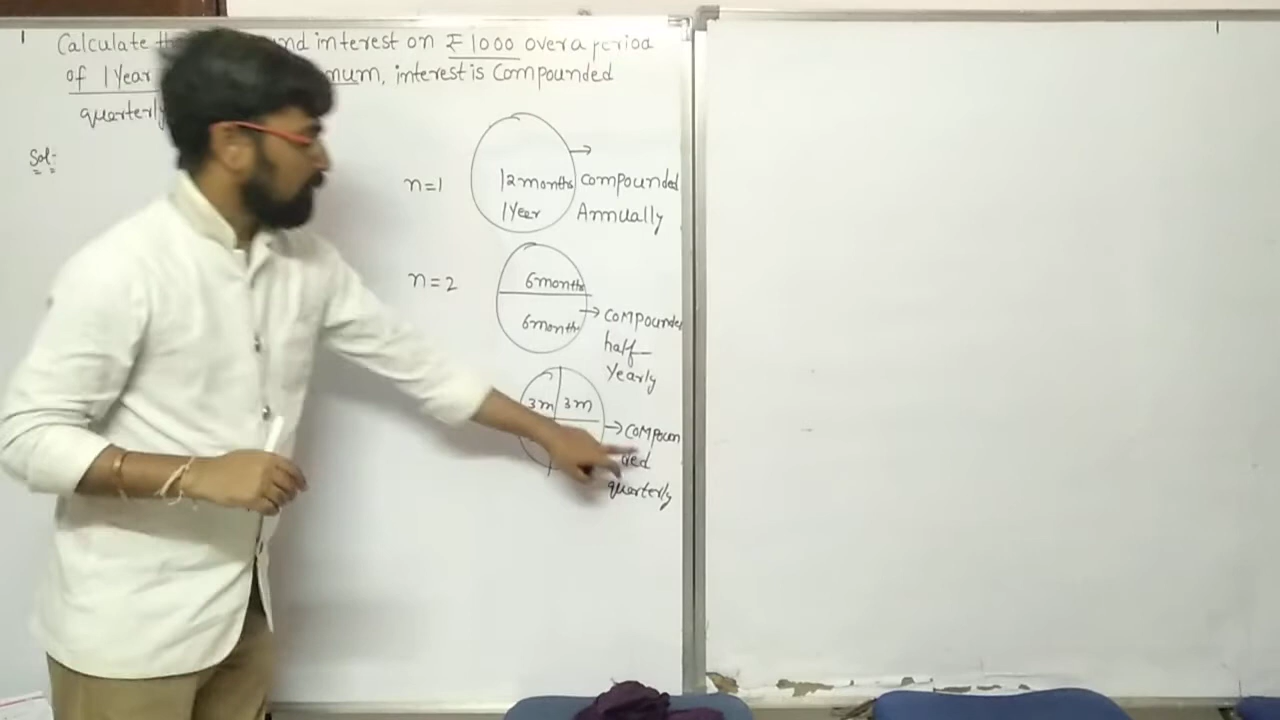 Calculate nd interest on ₹ 1000 over a period
of 1 Year num, interest is Compounded
quarterly
Sol:-
n=1
12 months
1 Year
Compounded
Annually
n=2
6 months
6 months
Compounded
half-
Yearly
3m 3m
Compoun
ded
quarterly